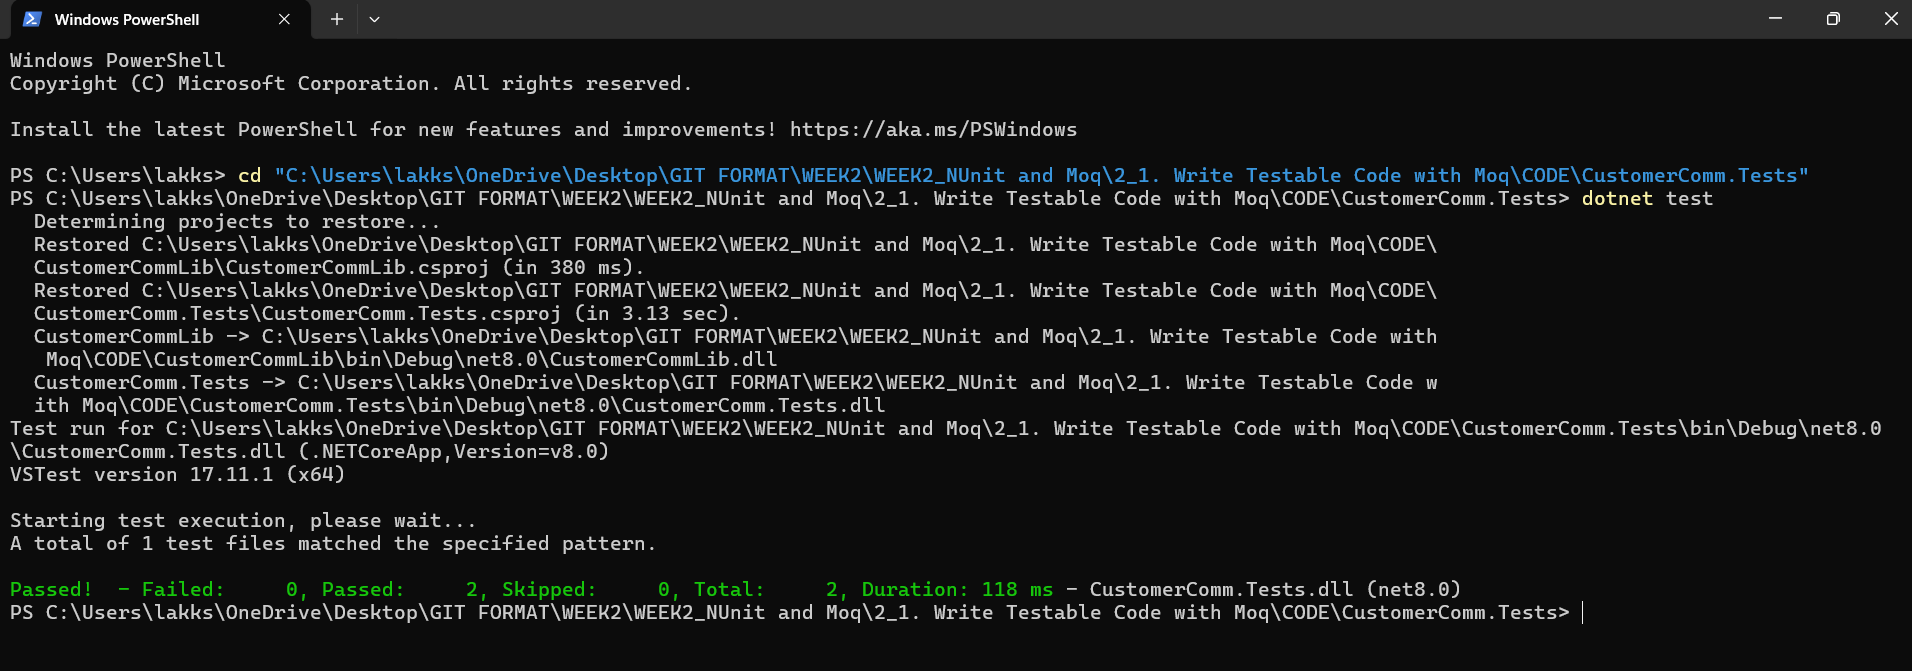 Windows PowerShell
Windows PowerShell
Copyright (C) Microsoft Corporation. All rights reserved.
Install the latest PowerShell for new features and improvements! https://aka.ms/PSWindows
PS C:\Users\lakks> cd "C:\Users\lakks\OneDrive\Desktop\GIT FORMAT\WEEK2\WEEK2_NUnit and Moq\2_1. Write Testable Code with Moq\CODE\CustomerComm.Tests"
PS C:\Users\lakks\OneDrive\Desktop\GIT FORMAT\WEEK2\WEEK2_NUnit and Moq\2_1. Write Testable Code with Moq\CODE\CustomerComm.Tests> dotnet test
  Determining projects to restore...
  Restored C:\Users\lakks\OneDrive\Desktop\GIT FORMAT\WEEK2\WEEK2_NUnit and Moq\2_1. Write Testable Code with Moq\CODE\
  CustomerCommLib\CustomerCommLib.csproj (in 380 ms).
  Restored C:\Users\lakks\OneDrive\Desktop\GIT FORMAT\WEEK2\WEEK2_NUnit and Moq\2_1. Write Testable Code with Moq\CODE\
  CustomerComm.Tests\CustomerComm.Tests.csproj (in 3.13 sec).
  CustomerCommLib -> C:\Users\lakks\OneDrive\Desktop\GIT FORMAT\WEEK2\WEEK2_NUnit and Moq\2_1. Write Testable Code with
   Moq\CODE\CustomerCommLib\bin\Debug\net8.0\CustomerCommLib.dll
  CustomerComm.Tests -> C:\Users\lakks\OneDrive\Desktop\GIT FORMAT\WEEK2\WEEK2_NUnit and Moq\2_1. Write Testable Code w
  ith Moq\CODE\CustomerComm.Tests\bin\Debug\net8.0\CustomerComm.Tests.dll
Test run for C:\Users\lakks\OneDrive\Desktop\GIT FORMAT\WEEK2\WEEK2_NUnit and Moq\2_1. Write Testable Code with Moq\CODE\CustomerComm.Tests\bin\Debug\net8.0
\CustomerComm.Tests.dll (.NETCoreApp,Version=v8.0)
VSTest version 17.11.1 (x64)
Starting test execution, please wait...
A total of 1 test files matched the specified pattern.
Passed!  - Failed:     0, Passed:     2, Skipped:     0, Total:     2, Duration: 118 ms - CustomerComm.Tests.dll (net8.0)
PS C:\Users\lakks\OneDrive\Desktop\GIT FORMAT\WEEK2\WEEK2_NUnit and Moq\2_1. Write Testable Code with Moq\CODE\CustomerComm.Tests>